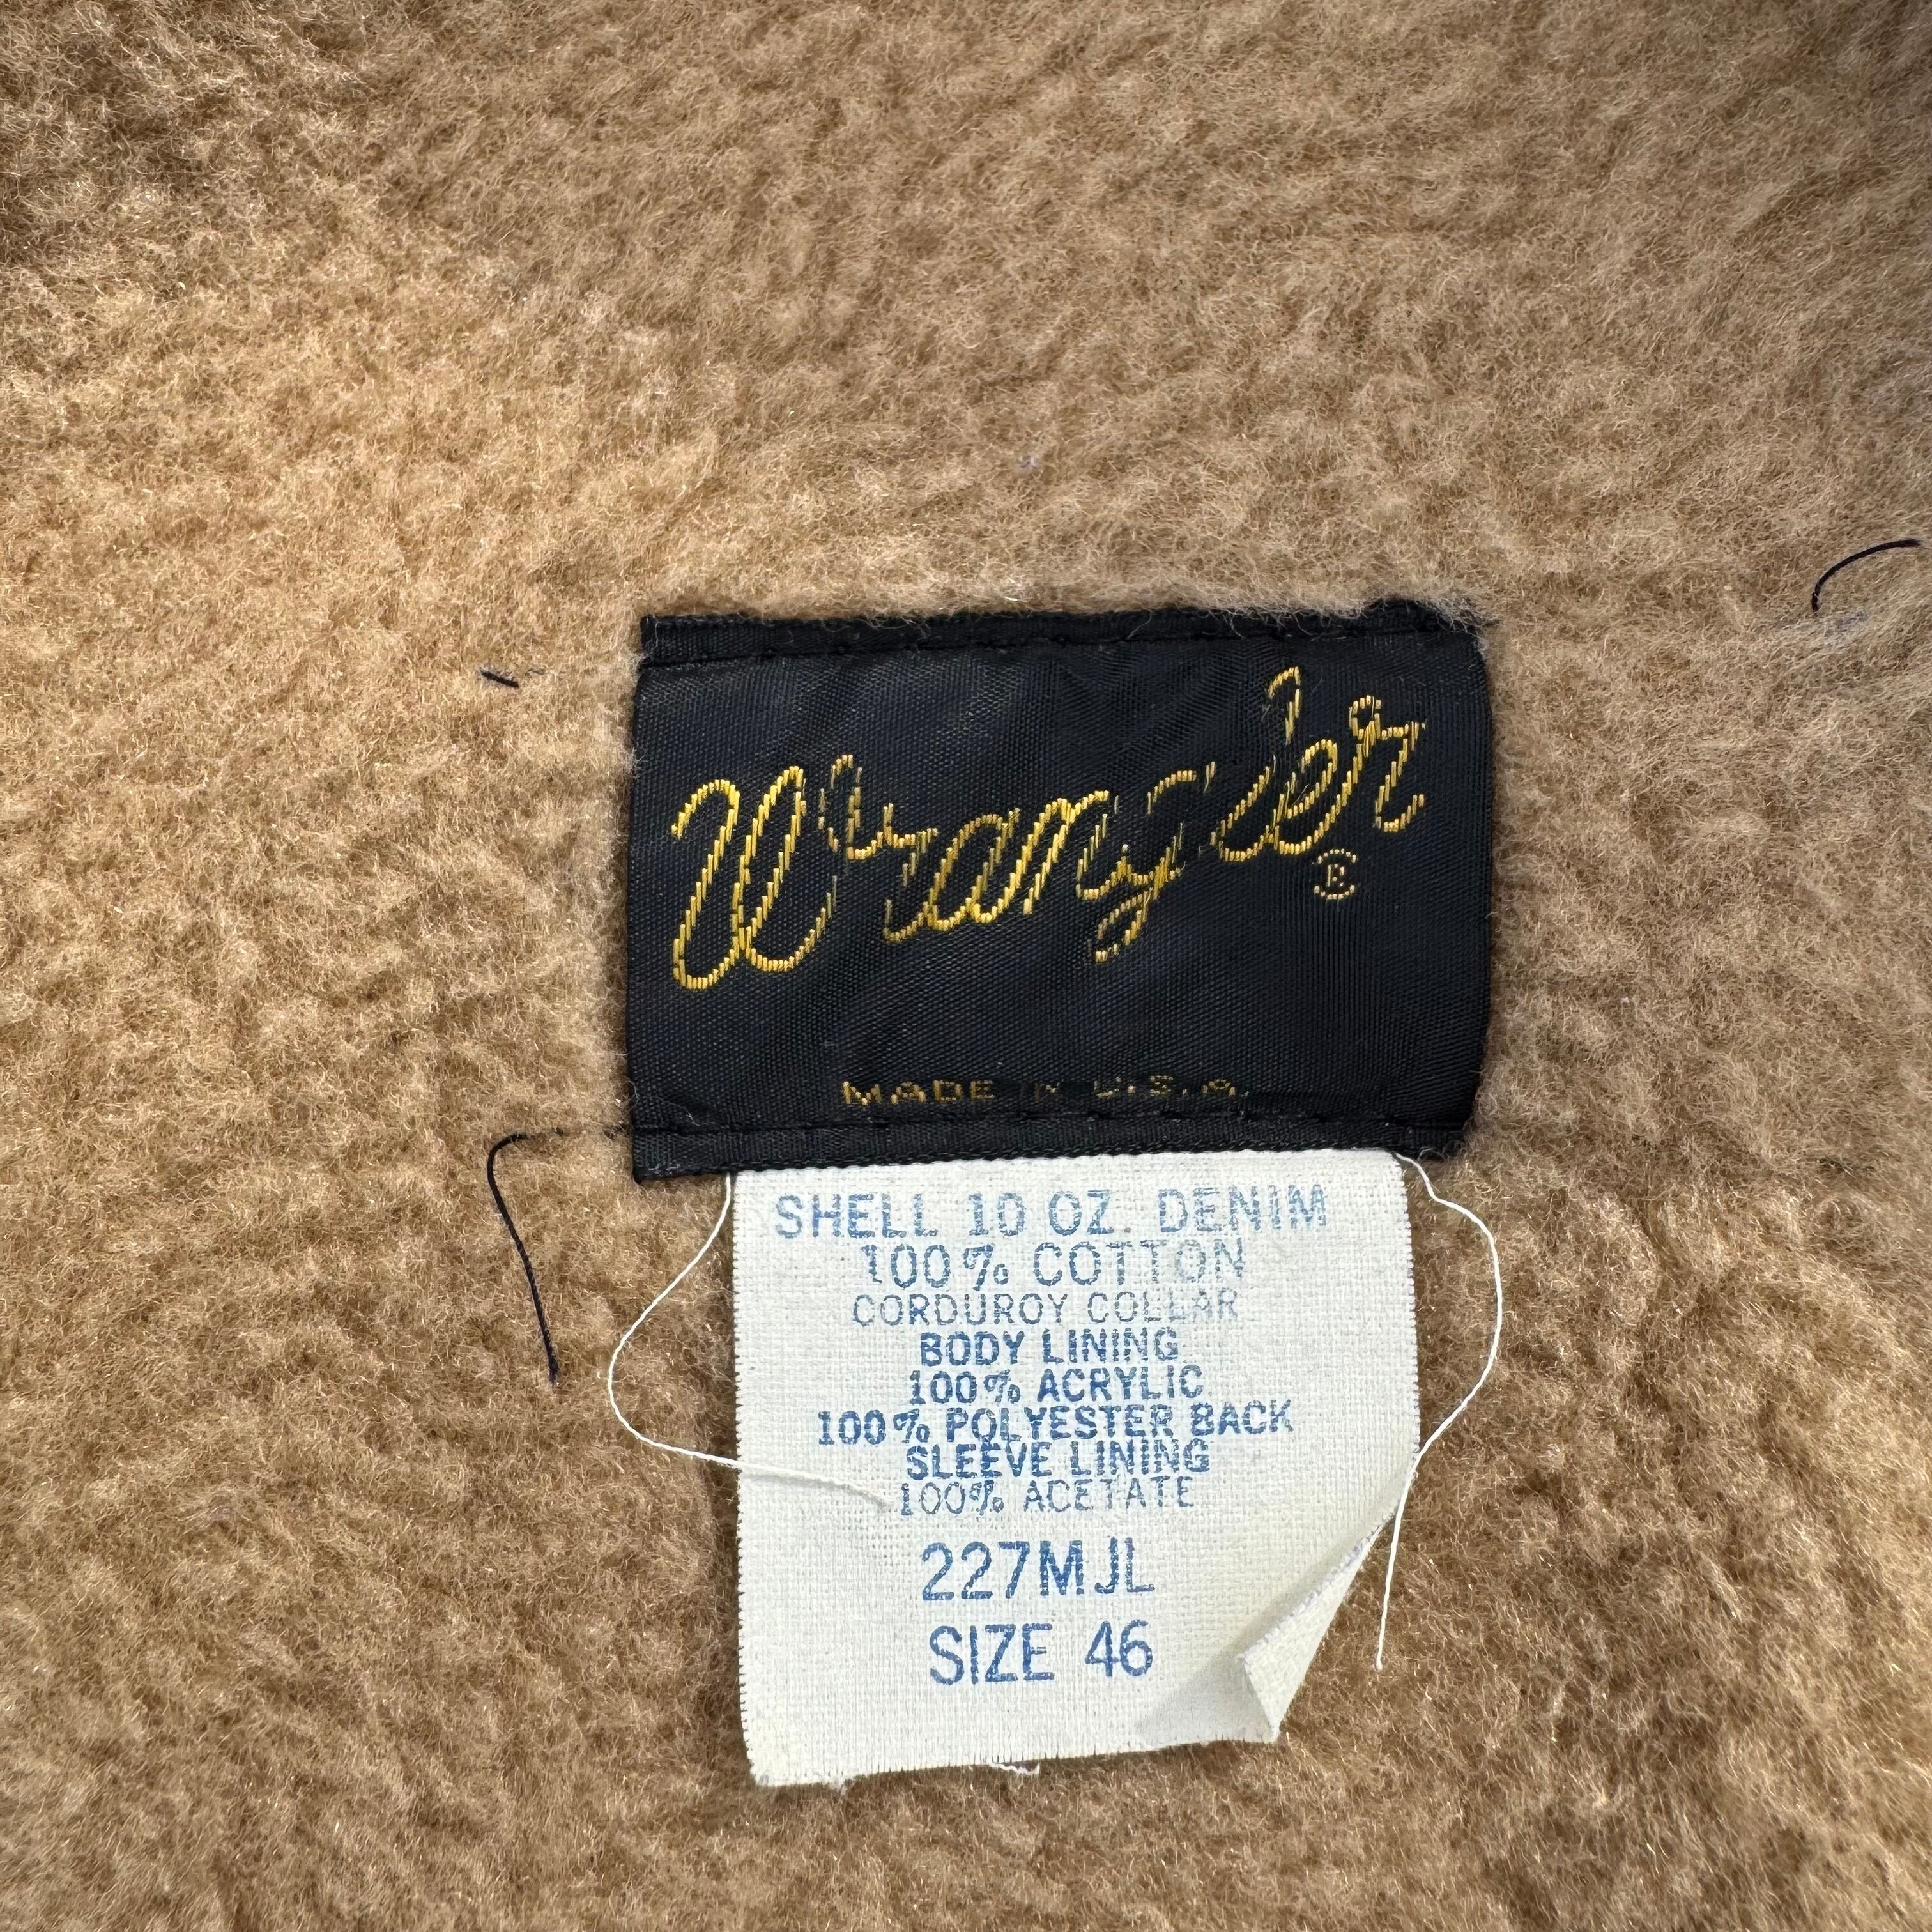 Wrangler
®
MADE IN U.S.A.
SHELL 10 OZ. DENIM
100% COTTON
CORDUROY COLLAR
BODY LINING
100% ACRYLIC
100% POLYESTER BACK
SLEEVE LINING
100% ACETATE
227MJL
SIZE 46